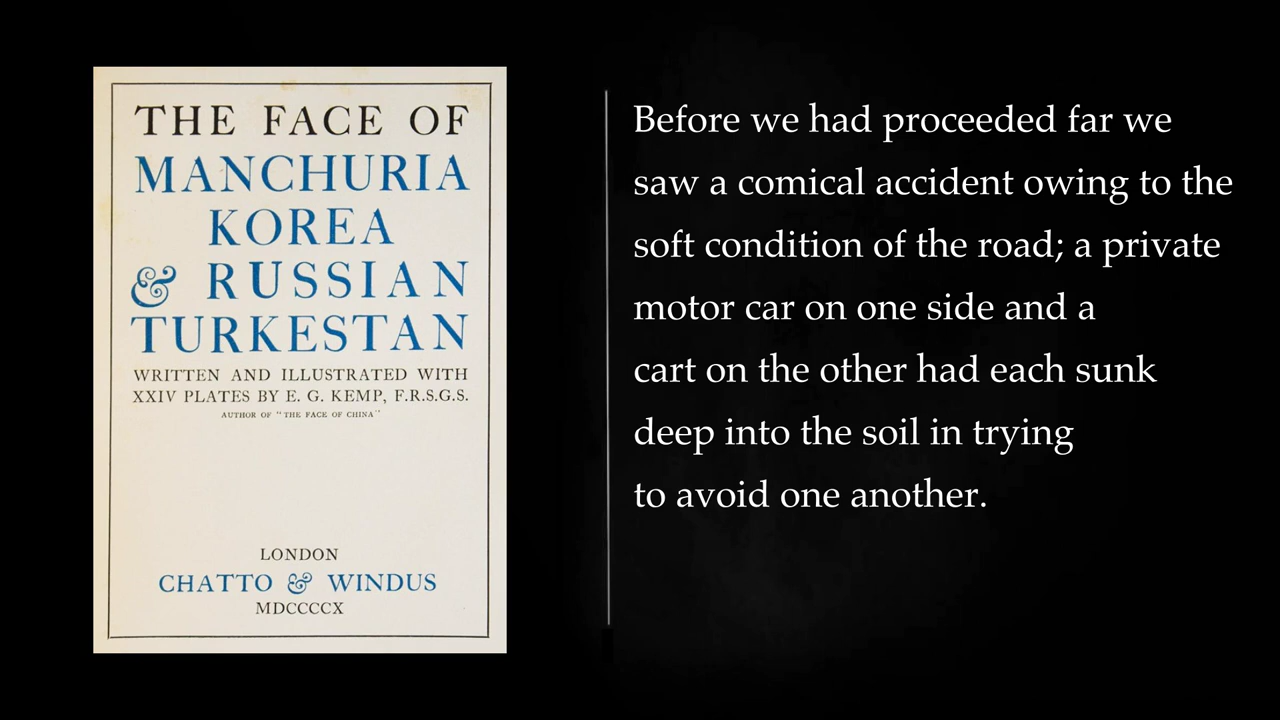 THE FACE OF
MANCHURIA
KOREA
& RUSSIAN
TURKESTAN
WRITTEN AND ILLUSTRATED WITH
XXIV PLATES BY E. G. KEMP, F.R.S.G.S.
AUTHOR OF "THE FACE OF CHINA"
LONDON
CHATTO & WINDUS
MDCCCCX
Before we had proceeded far we
saw a comical accident owing to the
soft condition of the road; a private
motor car on one side and a
cart on the other had each sunk
deep into the soil in trying
to avoid one another.